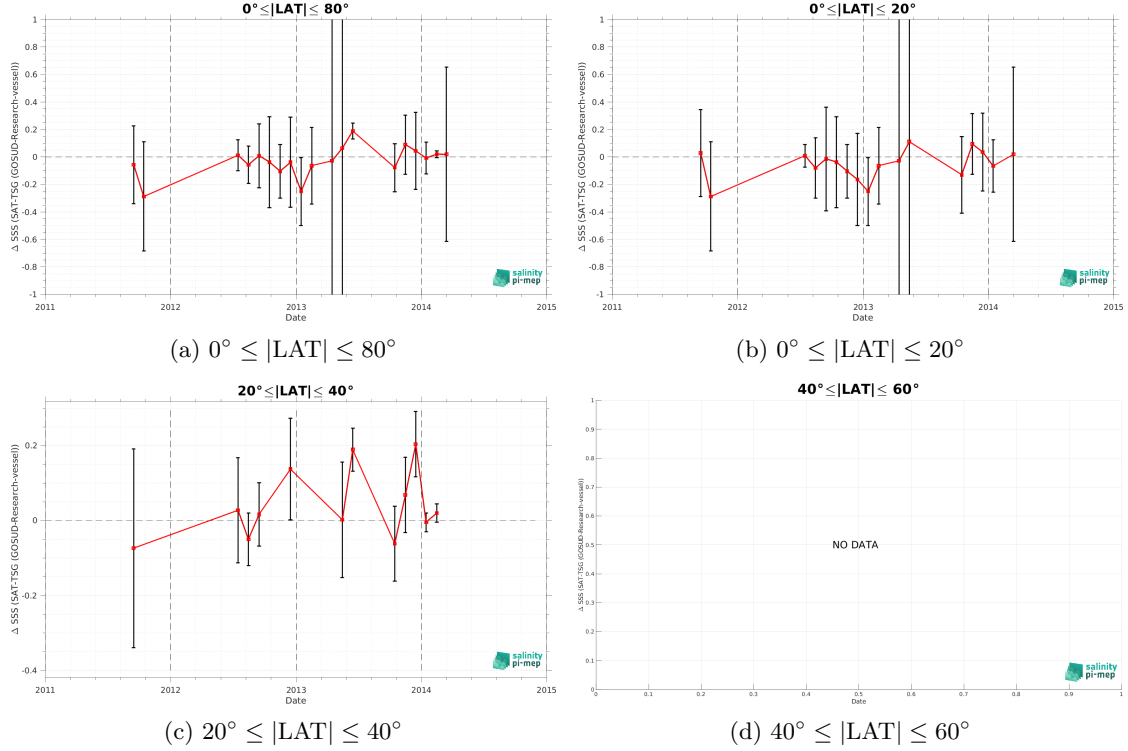 0°≤|LAT|≤ 80°
Δ SSS (SAT-TSG (GOSUD-Research-vessel))
1
0.8
0.6
0.4
0.2
0
-0.2
-0.4
-0.6
-0.8
-1
2011 2012 2013 2014 2015
Date
salinity
pi-mep
(a) 0° ≤ |LAT| ≤ 80°
0°≤|LAT|≤ 20°
Δ SSS (SAT-TSG (GOSUD-Research-vessel))
1
0.8
0.6
0.4
0.2
0
-0.2
-0.4
-0.6
-0.8
-1
2011 2012 2013 2014 2015
Date
salinity
pi-mep
(b) 0° ≤ |LAT| ≤ 20°
20°≤|LAT|≤ 40°
Δ SSS (SAT-TSG (GOSUD-Research-vessel))
0.2
0
-0.2
-0.4
2011 2012 2013 2014 2015
Date
salinity
pi-mep
(c) 20° ≤ |LAT| ≤ 40°
40°≤|LAT|≤ 60°
Δ SSS (SAT-TSG (GOSUD-Research-vessel))
1
0.9
0.8
0.7
0.6
0.5
0.4
0.3
0.2
0.1
0
NO DATA
0 0.1 0.2 0.3 0.4 0.5 0.6 0.7 0.8 0.9 1
Date
salinity
pi-mep
(d) 40° ≤ |LAT| ≤ 60°